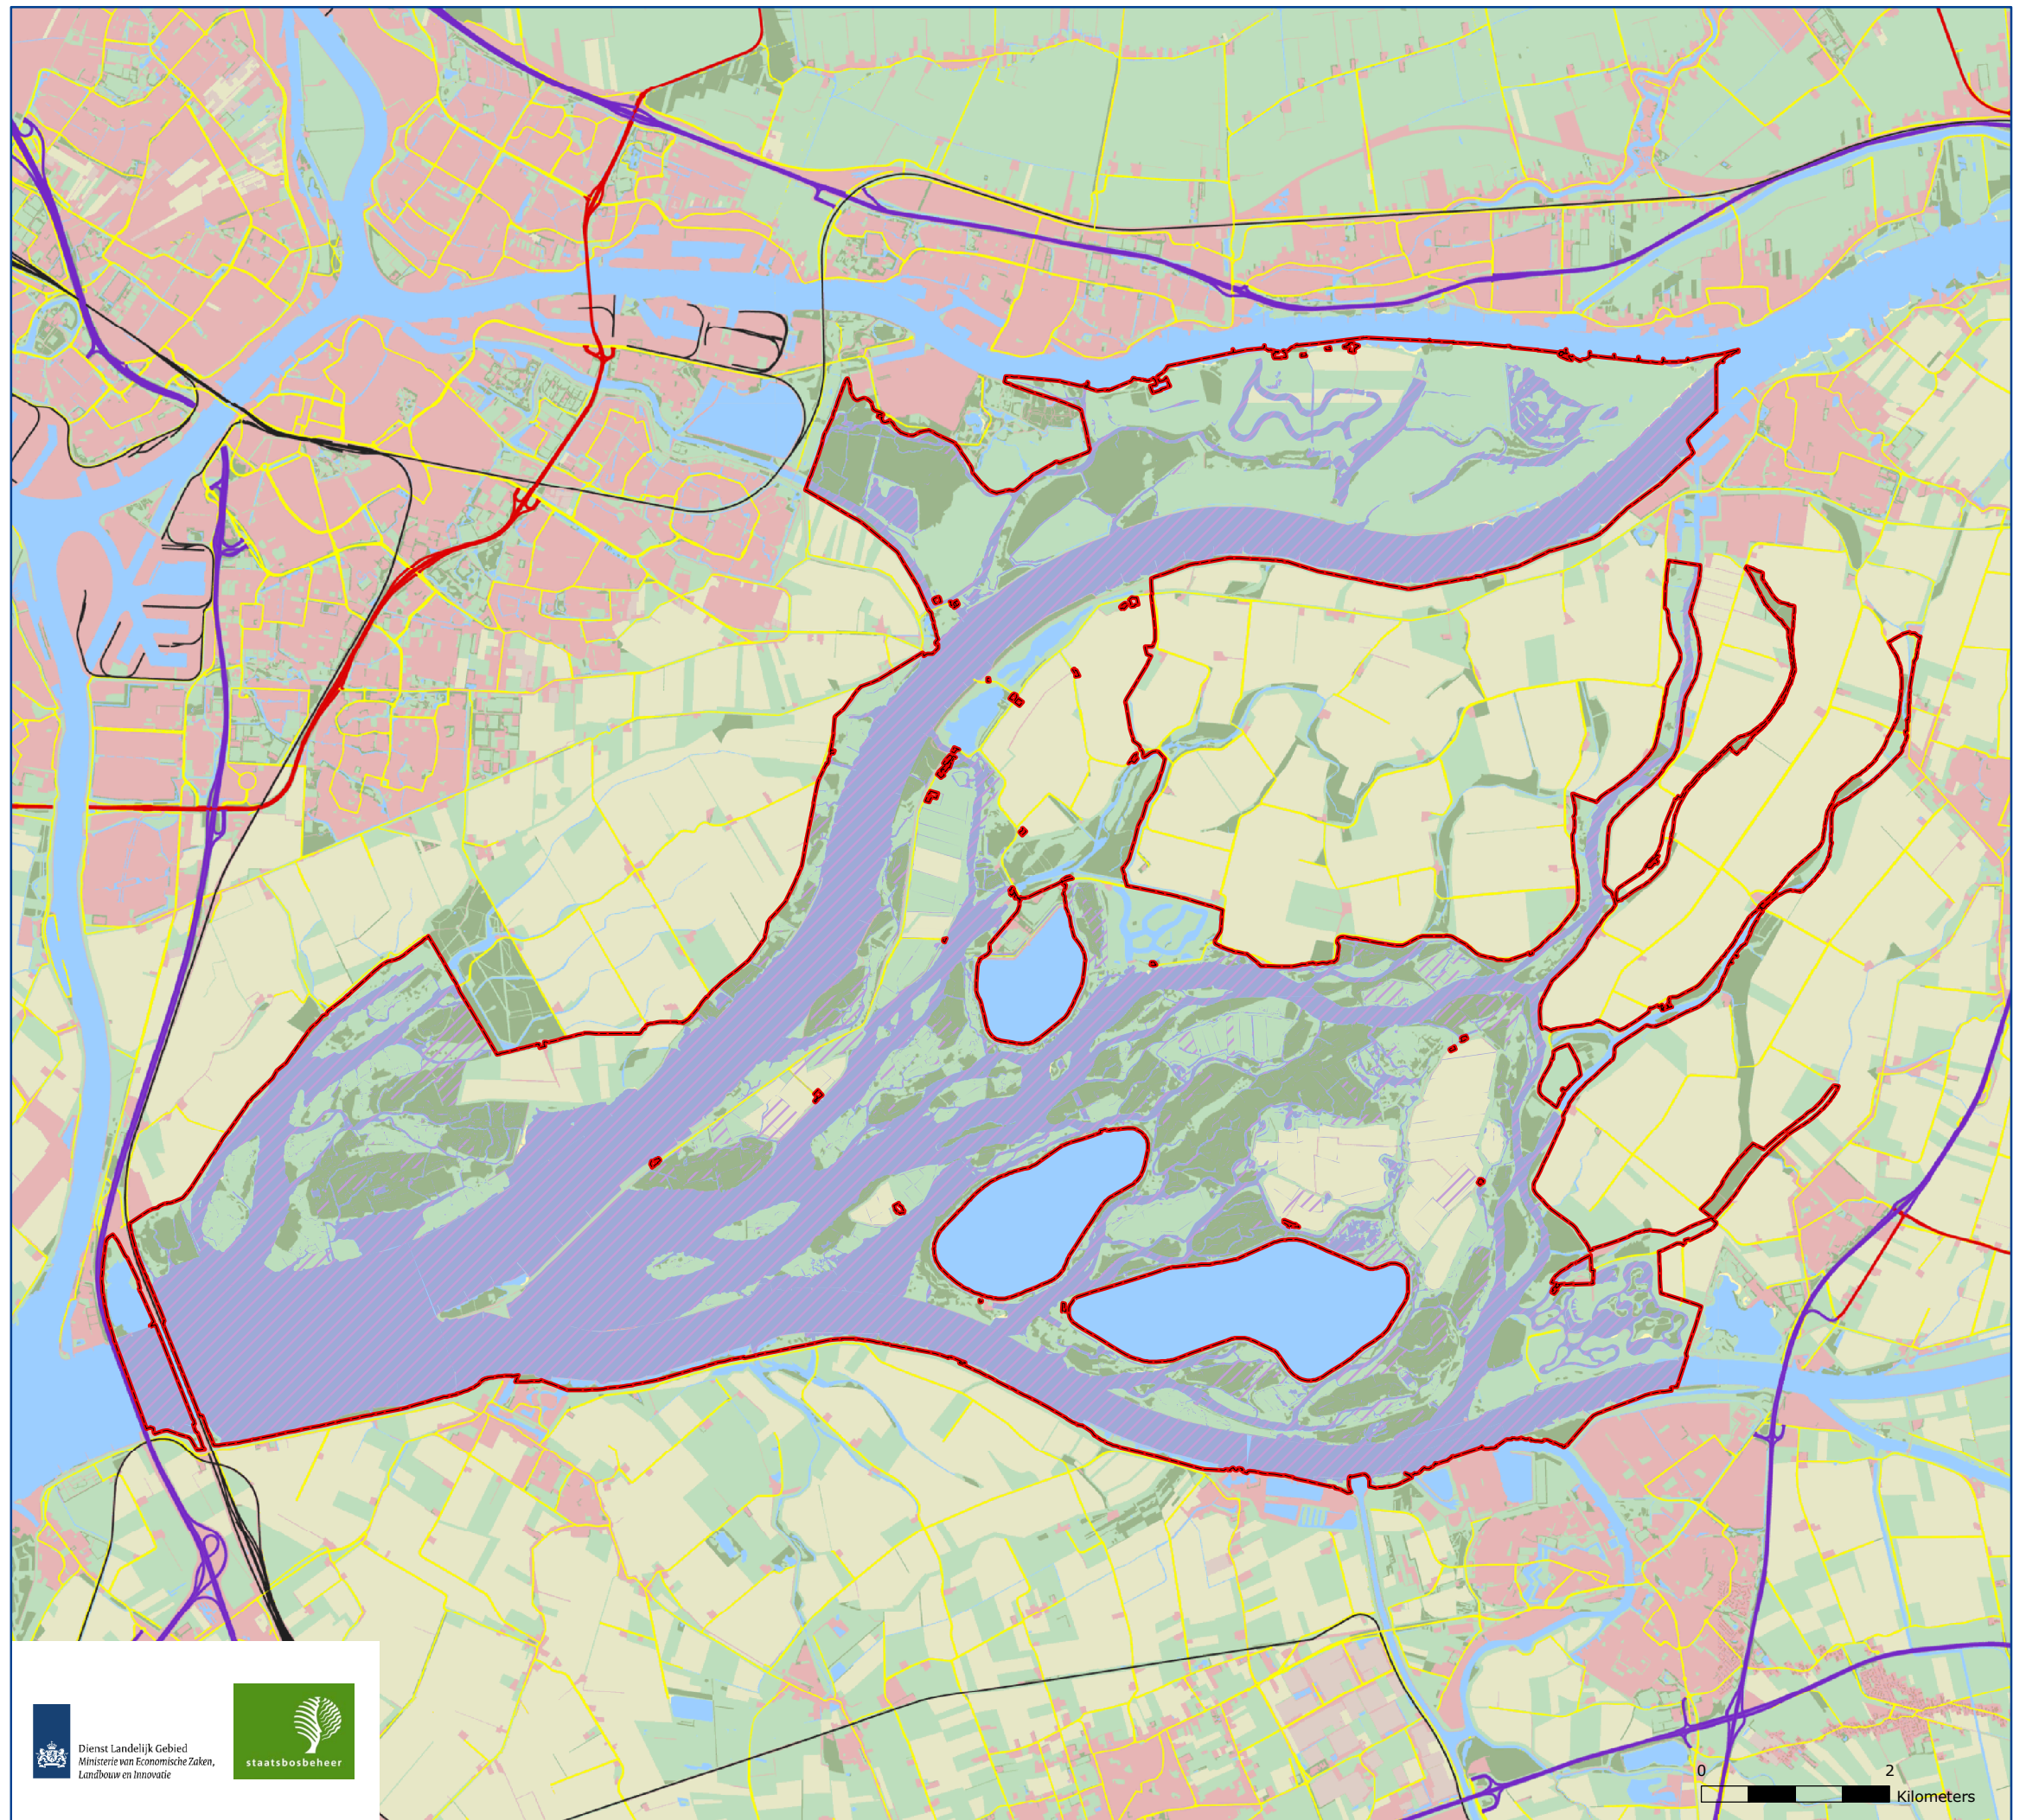 Dienst Landelijk Gebied
Ministerie van Economische Zaken,
Landbouw en Innovatie
staatsbosbeheer
0 2
Kilometers